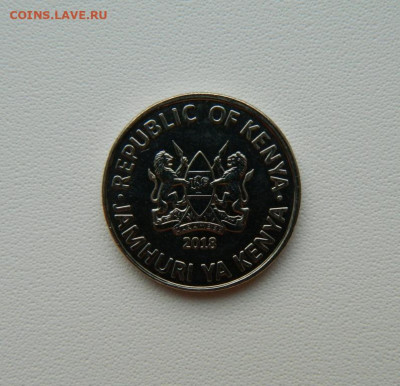 COINS.LAVE.RU
·REPUBLIC OF KENYA·
JAMHURI YA KENYA
2018